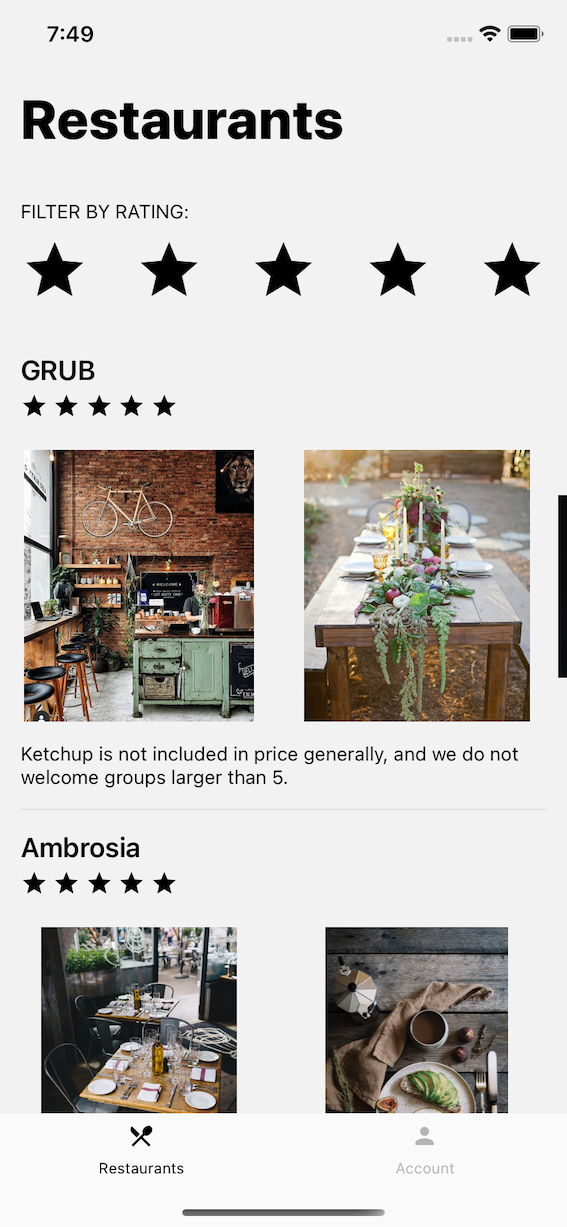 7:49
Restaurants
FILTER BY RATING:
GRUB
WELCOME
Ketchup is not included in price generally, and we do not
welcome groups larger than 5.
Ambrosia
Restaurants
Account